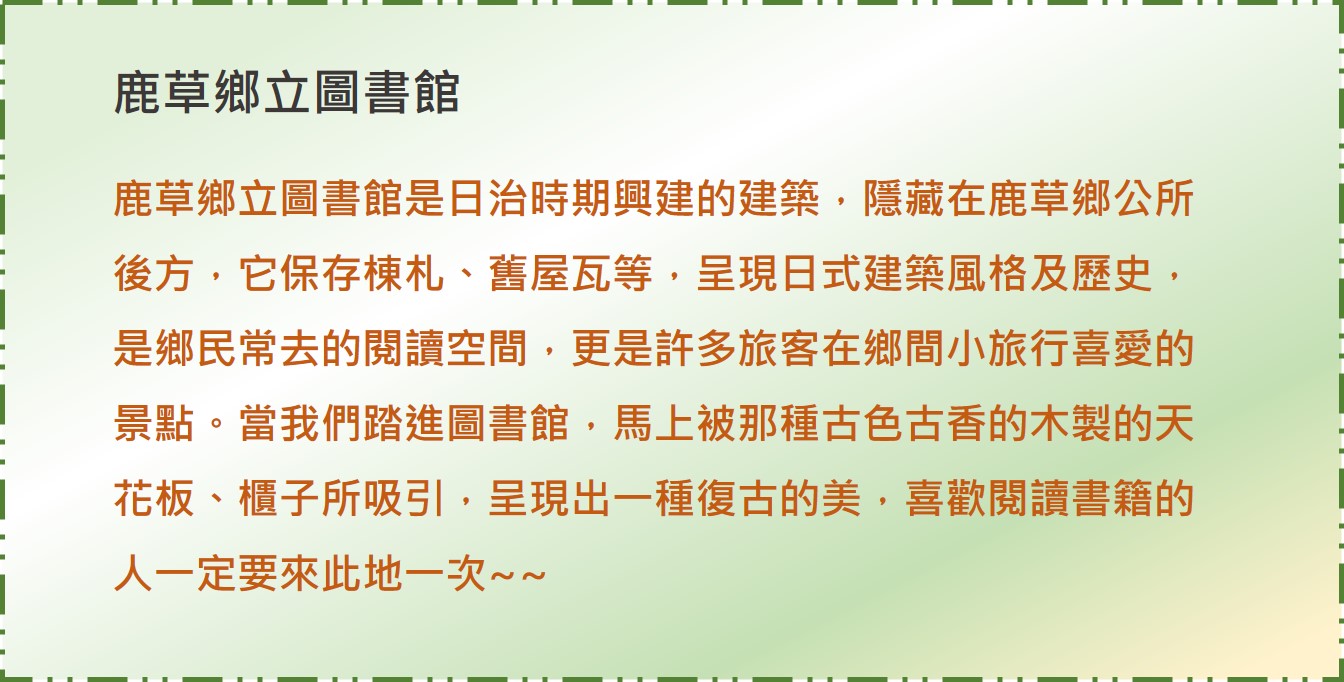 鹿草鄉立圖書館
鹿草鄉立圖書館是日治時期興建的建築，隱藏在鹿草鄉公所
後方，它保存棟札、舊屋瓦等，呈現日式建築風格及歷史，
是鄉民常去的閱讀空間，更是許多旅客在鄉間小旅行喜愛的
景點。當我們踏進圖書館，馬上被那種古色古香的木製的天
花板、櫃子所吸引，呈現出一種復古的美，喜歡閱讀書籍的
人一定要來此地一次~~